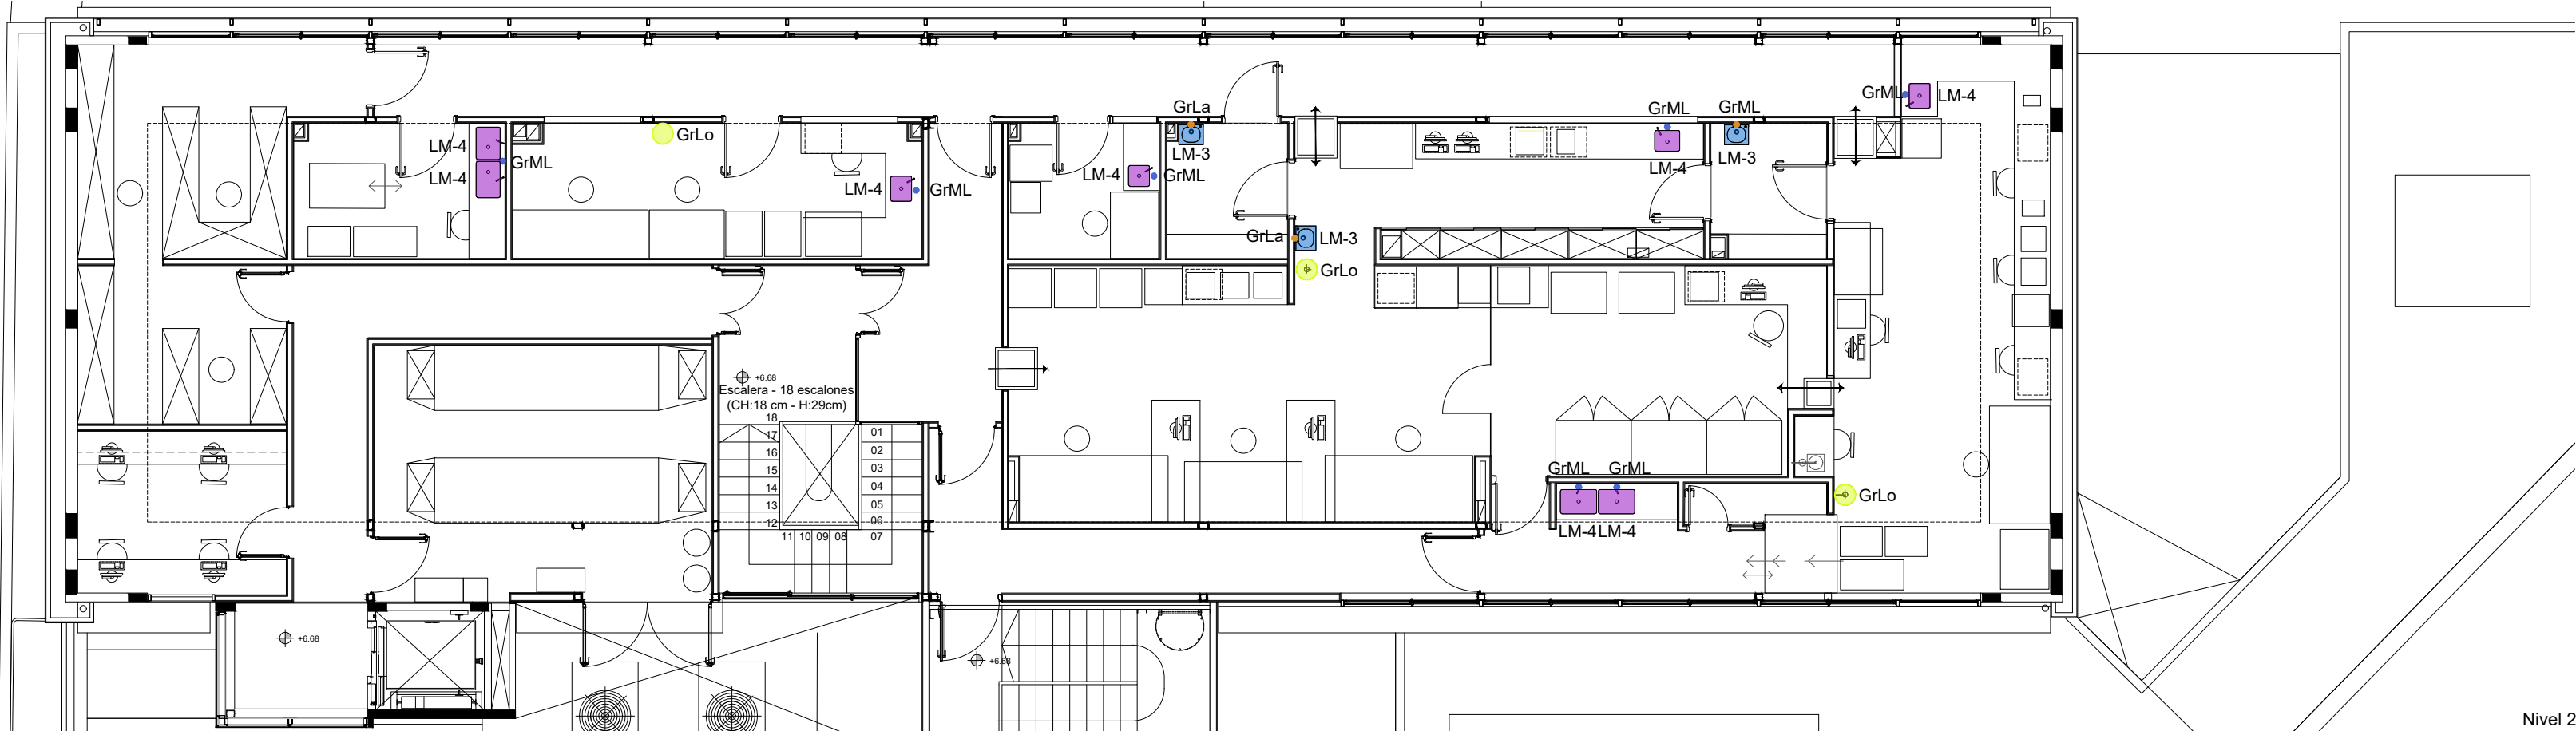 GrLa
GrML
GrML
GrML
LM-4
LM-4
GrML
LM-4
GrLo
LM-3
LM-4
LM-3
LM-4
GrML
LM-4
GrML
GrLa
LM-3
GrLo
+6.68
Escalera - 18 escalones
(CH:18 cm - H:29cm)
18
17
16
15
14
13
12
11 10 09 08
01
02
03
04
05
06
07
GrML
GrML
LM-4
LM-4
GrLo
+6.68
+6.68
Nivel 2